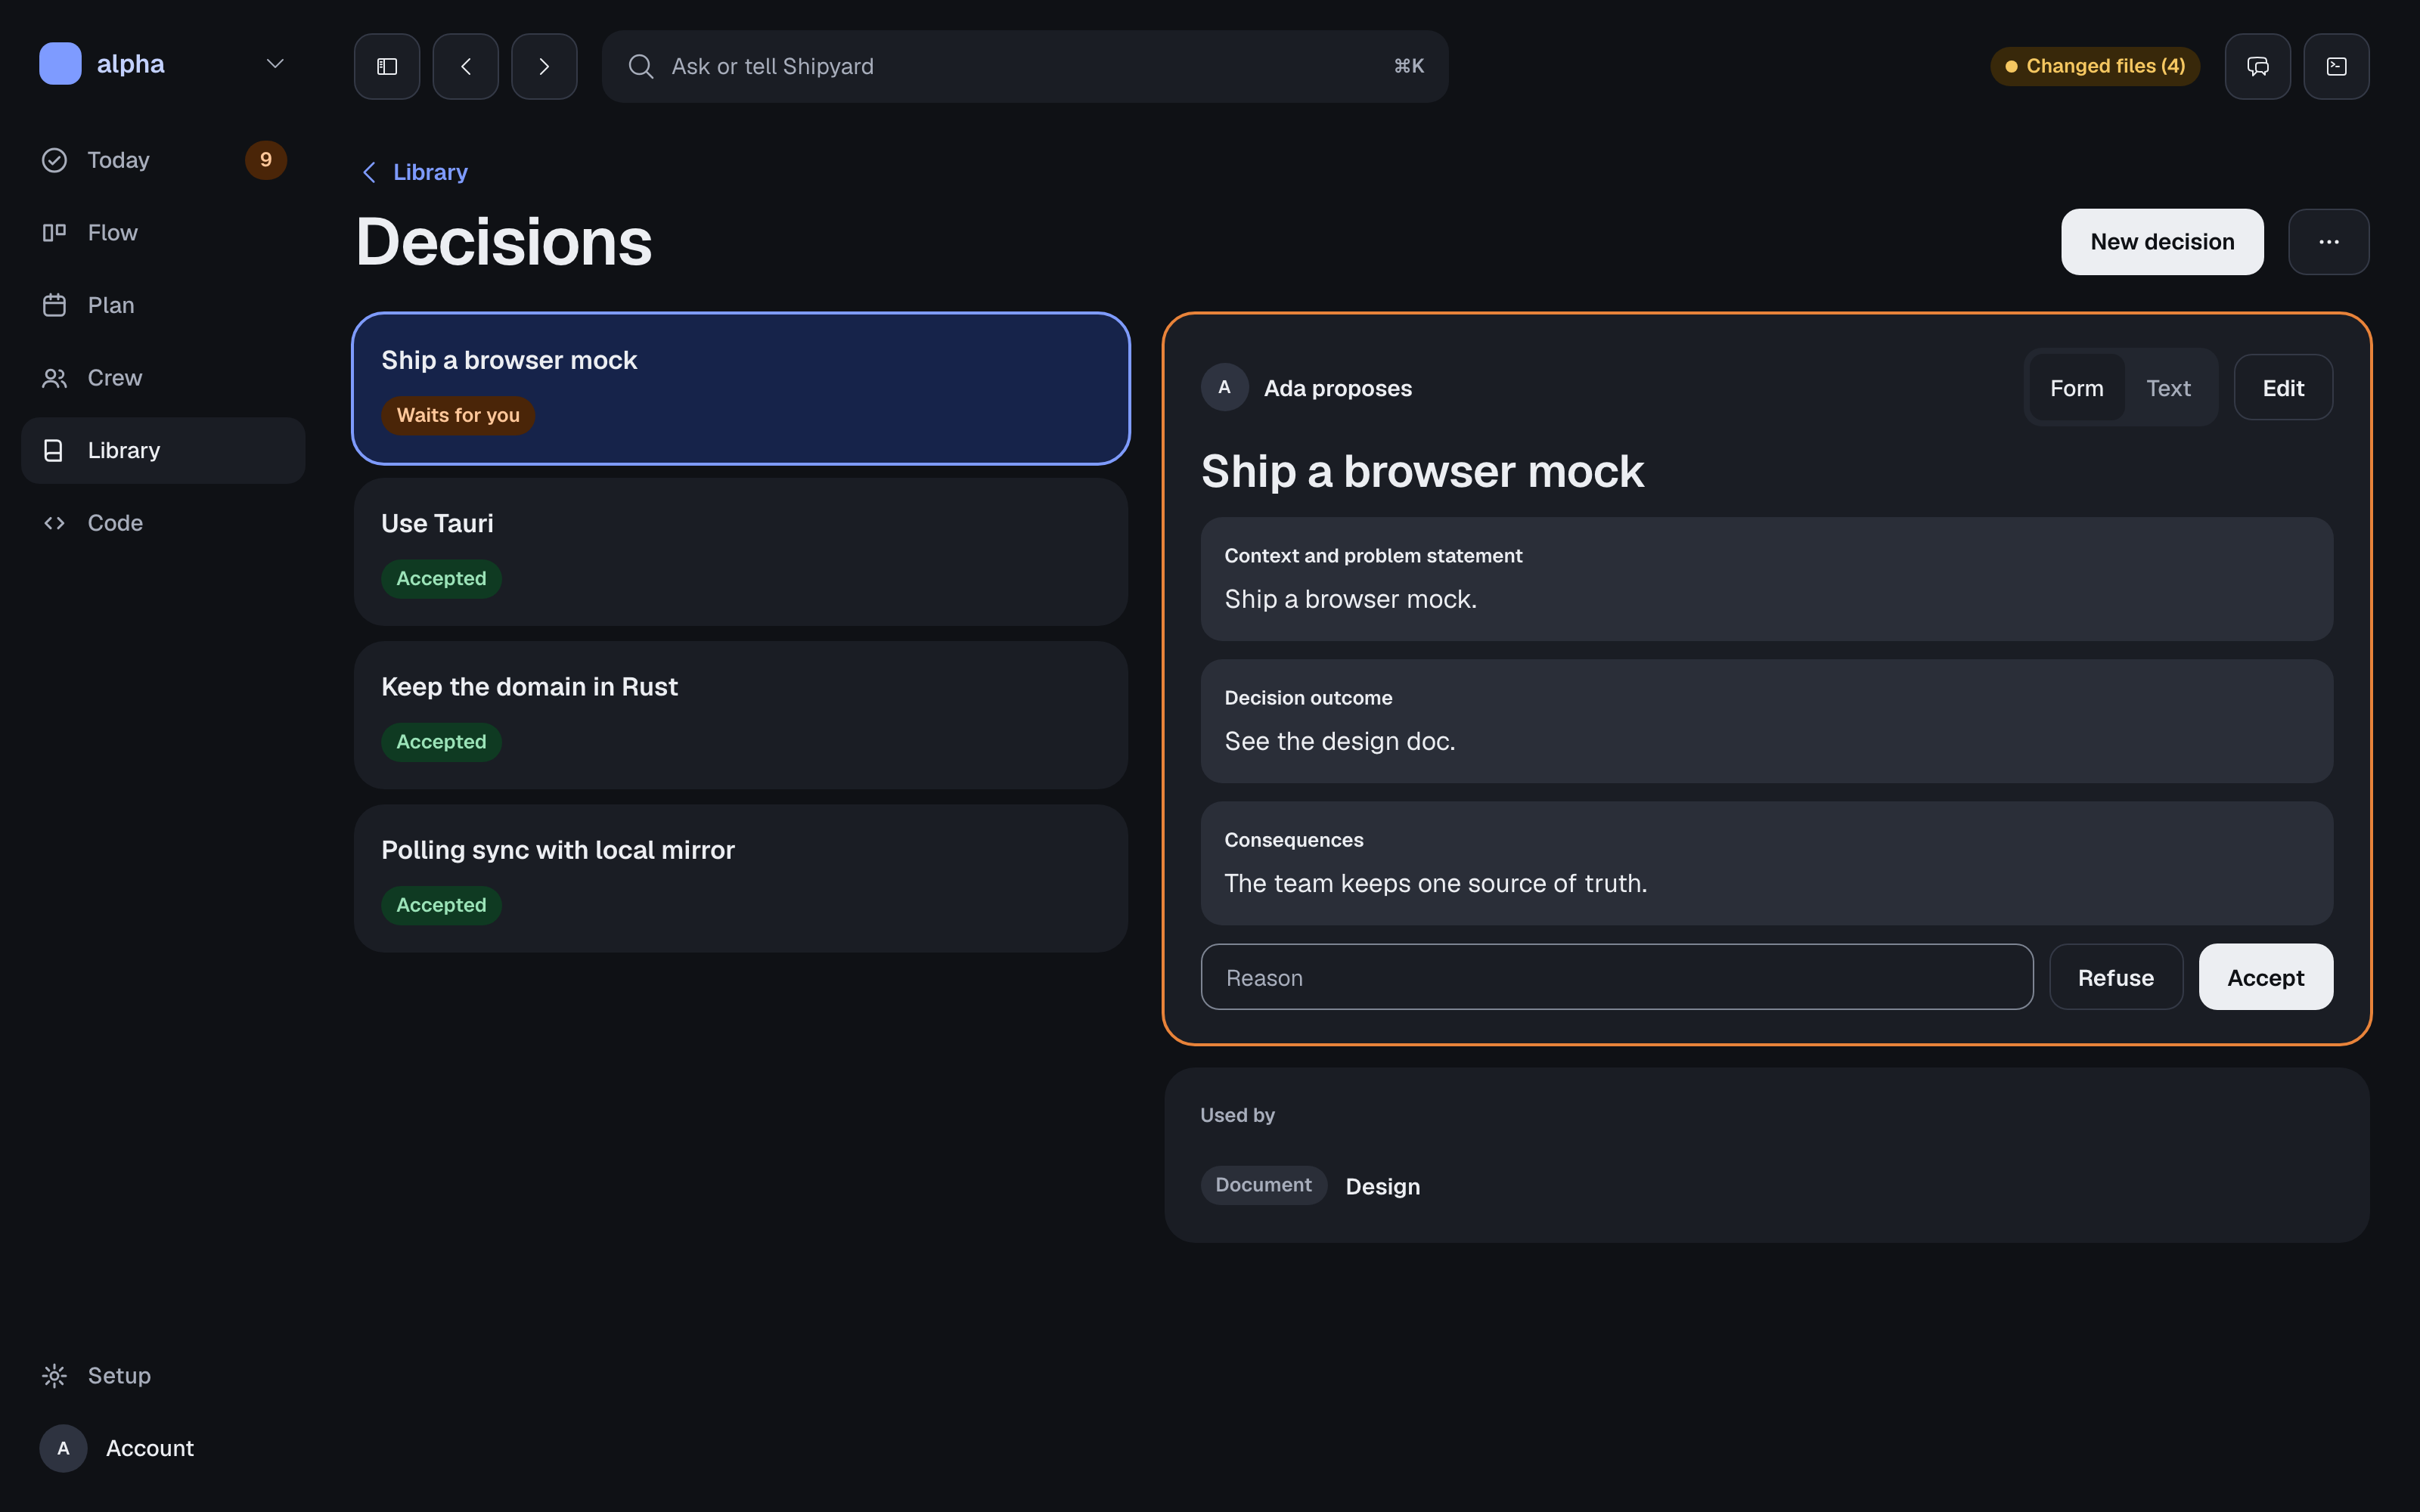 alpha
Ask or tell Shipyard
⌘K
Changed files (4)
Today
9
Flow
Plan
Crew
Library
Code
Setup
A
Account
Library
Decisions
New decision
Ship a browser mock
Waits for you
Use Tauri
Accepted
Keep the domain in Rust
Accepted
Polling sync with local mirror
Accepted
A
Ada proposes
Form
Text
Edit
Ship a browser mock
Context and problem statement
Ship a browser mock.
Decision outcome
See the design doc.
Consequences
The team keeps one source of truth.
Reason
Refuse
Accept
Used by
Document
Design